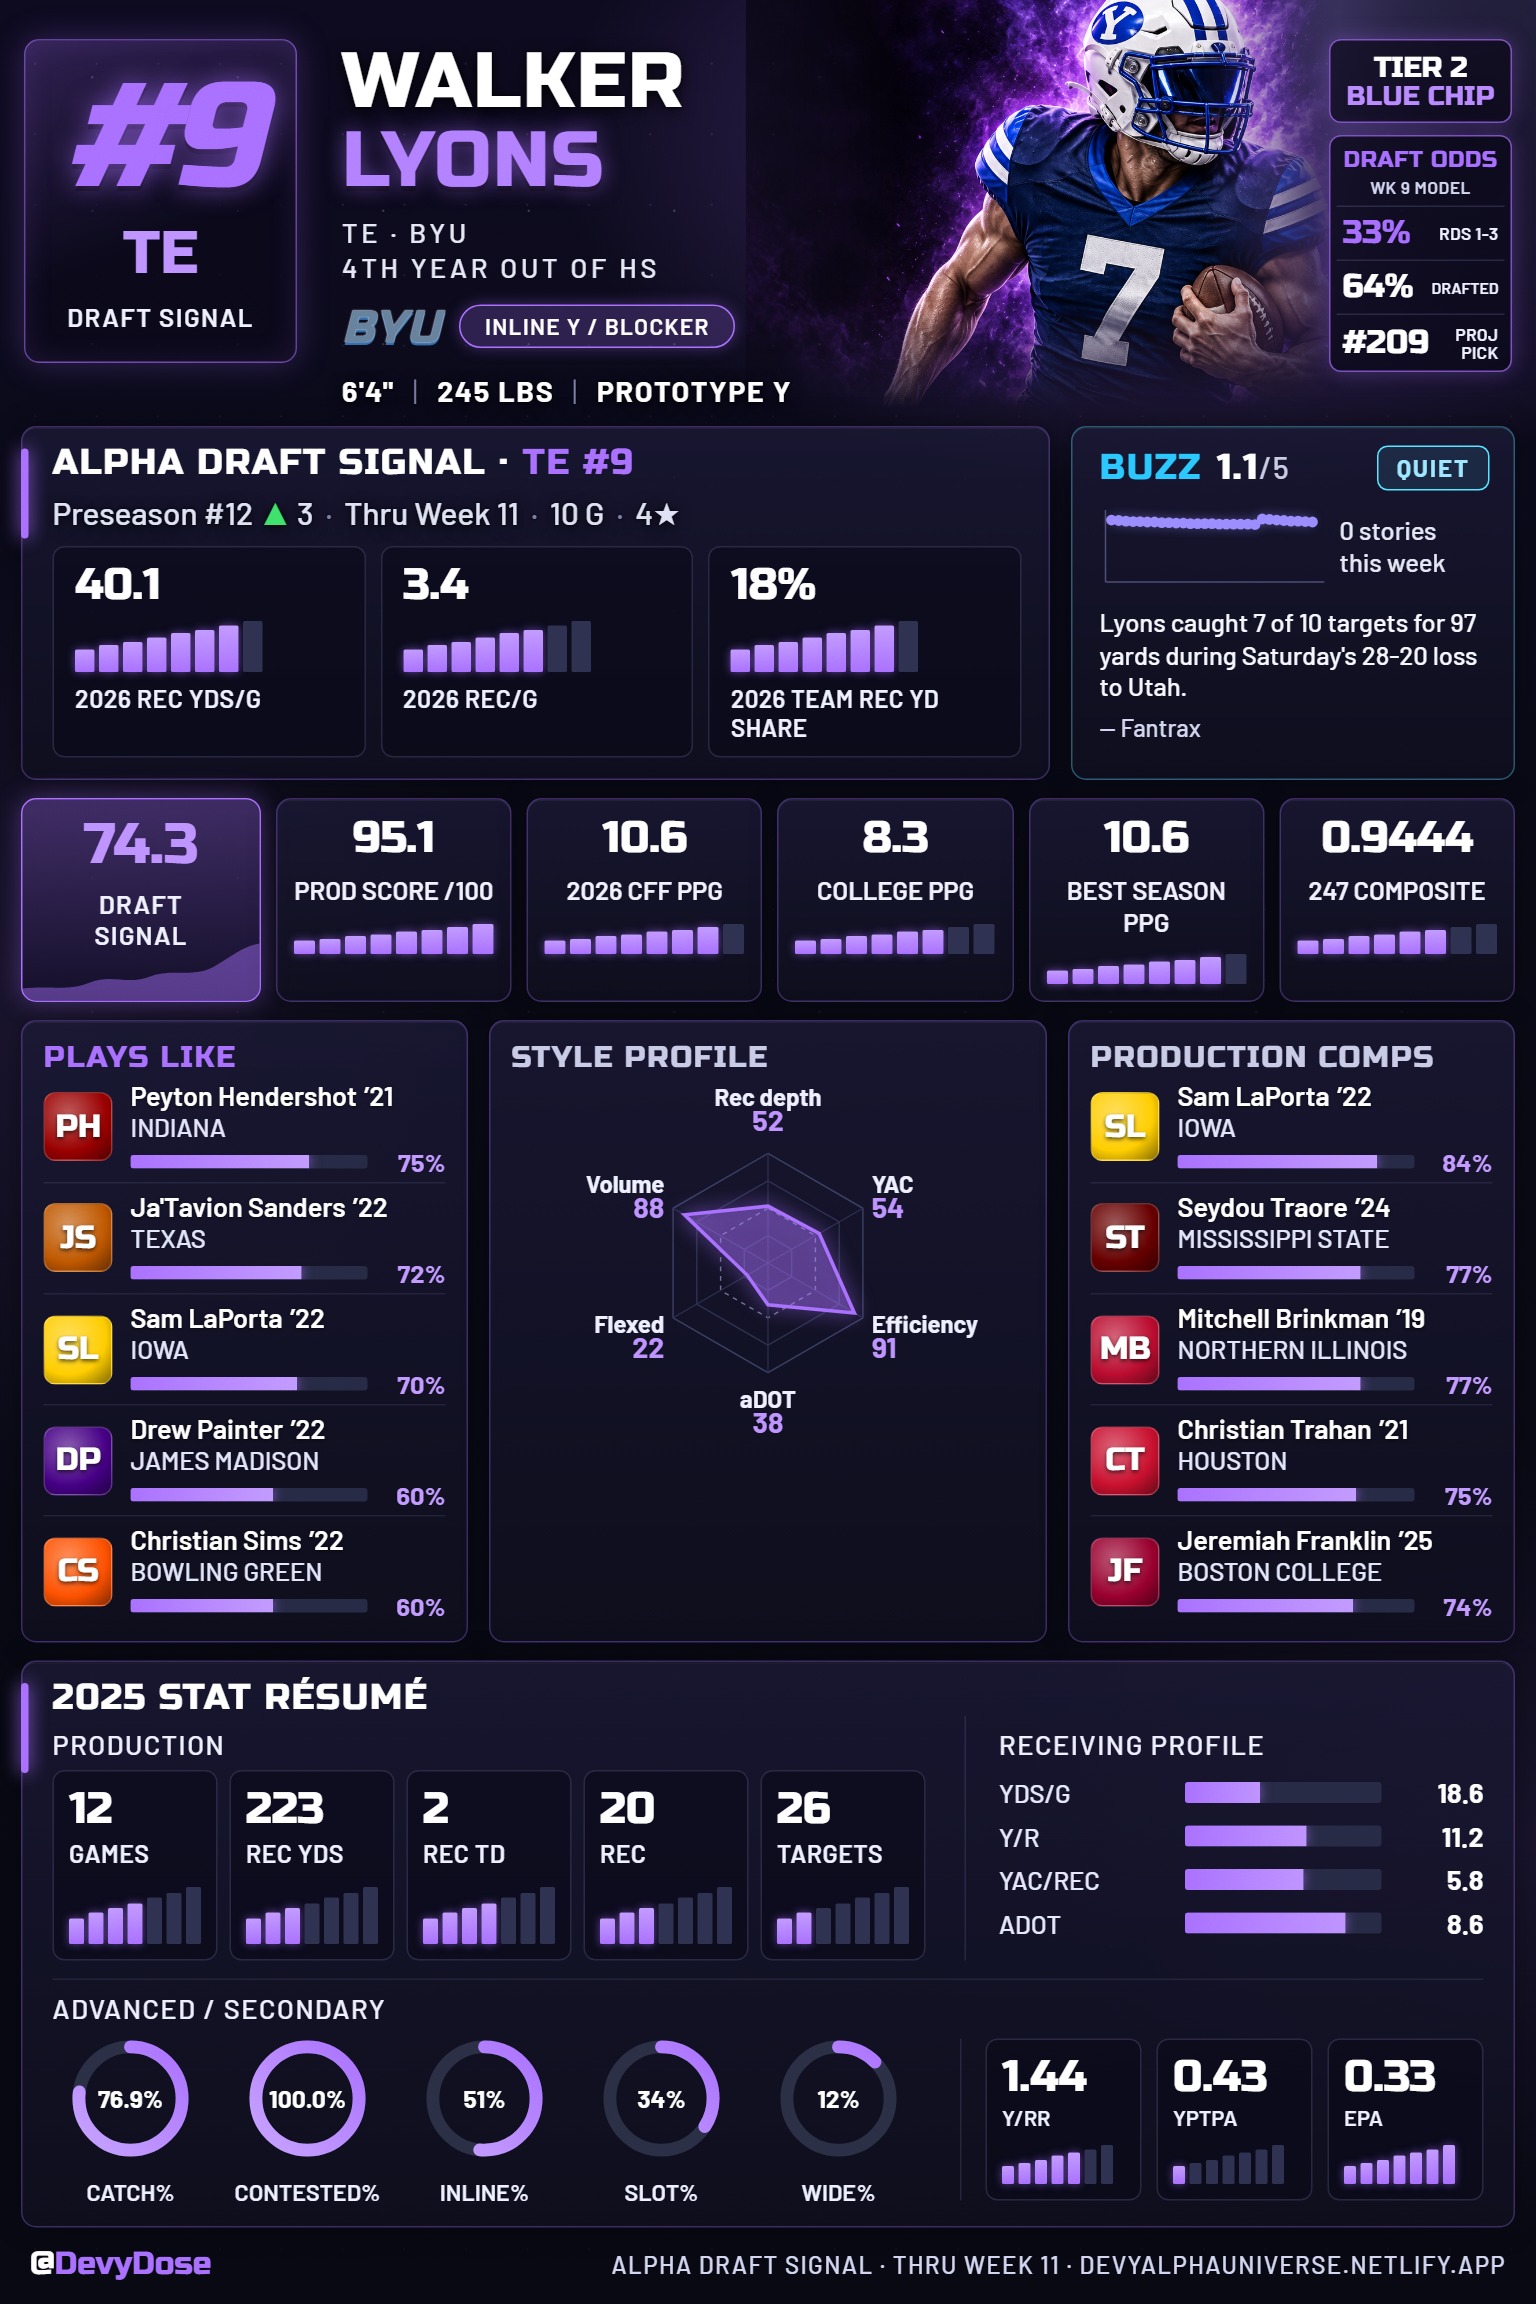 #9
TE
DRAFT SIGNAL
WALKER
LYONS
TE · BYU
4TH YEAR OUT OF HS
BYU
INLINE Y / BLOCKER
6'4" | 245 LBS | PROTOTYPE Y
Y
7
TIER 2
BLUE CHIP
DRAFT ODDS
WK 9 MODEL
33% RDS 1-3
64% DRAFTED
#209 PROJ
PICK
ALPHA DRAFT SIGNAL · TE #9
Preseason #12 ▲ 3 · Thru Week 11 · 10 G · 4★
40.1
2026 REC YDS/G
3.4
2026 REC/G
18%
2026 TEAM REC YD
SHARE
BUZZ 1.1/5
QUIET
0 stories
this week
Lyons caught 7 of 10 targets for 97
yards during Saturday's 28-20 loss
to Utah.
— Fantrax
74.3
DRAFT
SIGNAL
95.1
PROD SCORE /100
10.6
2026 CFF PPG
8.3
COLLEGE PPG
10.6
BEST SEASON
PPG
0.9444
247 COMPOSITE
PLAYS LIKE
PH
Peyton Hendershot ’21
INDIANA
75%
JS
Ja'Tavion Sanders ’22
TEXAS
72%
SL
Sam LaPorta ’22
IOWA
70%
DP
Drew Painter ’22
JAMES MADISON
60%
CS
Christian Sims ’22
BOWLING GREEN
60%
STYLE PROFILE
Rec depth
52
YAC
54
Efficiency
91
aDOT
38
Flexed
22
Volume
88
PRODUCTION COMPS
SL
Sam LaPorta ’22
IOWA
84%
ST
Seydou Traore ’24
MISSISSIPPI STATE
77%
MB
Mitchell Brinkman ’19
NORTHERN ILLINOIS
77%
CT
Christian Trahan ’21
HOUSTON
75%
JF
Jeremiah Franklin ’25
BOSTON COLLEGE
74%
2025 STAT RÉSUMÉ
PRODUCTION
12
GAMES
223
REC YDS
2
REC TD
20
REC
26
TARGETS
RECEIVING PROFILE
YDS/G 18.6
Y/R 11.2
YAC/REC 5.8
ADOT 8.6
ADVANCED / SECONDARY
76.9%
CATCH%
100.0%
CONTESTED%
51%
INLINE%
34%
SLOT%
12%
WIDE%
1.44
Y/RR
0.43
YPTPA
0.33
EPA
@DevyDose
ALPHA DRAFT SIGNAL · THRU WEEK 11 · DEVYALPHAUNIVERSE.NETLIFY.APP